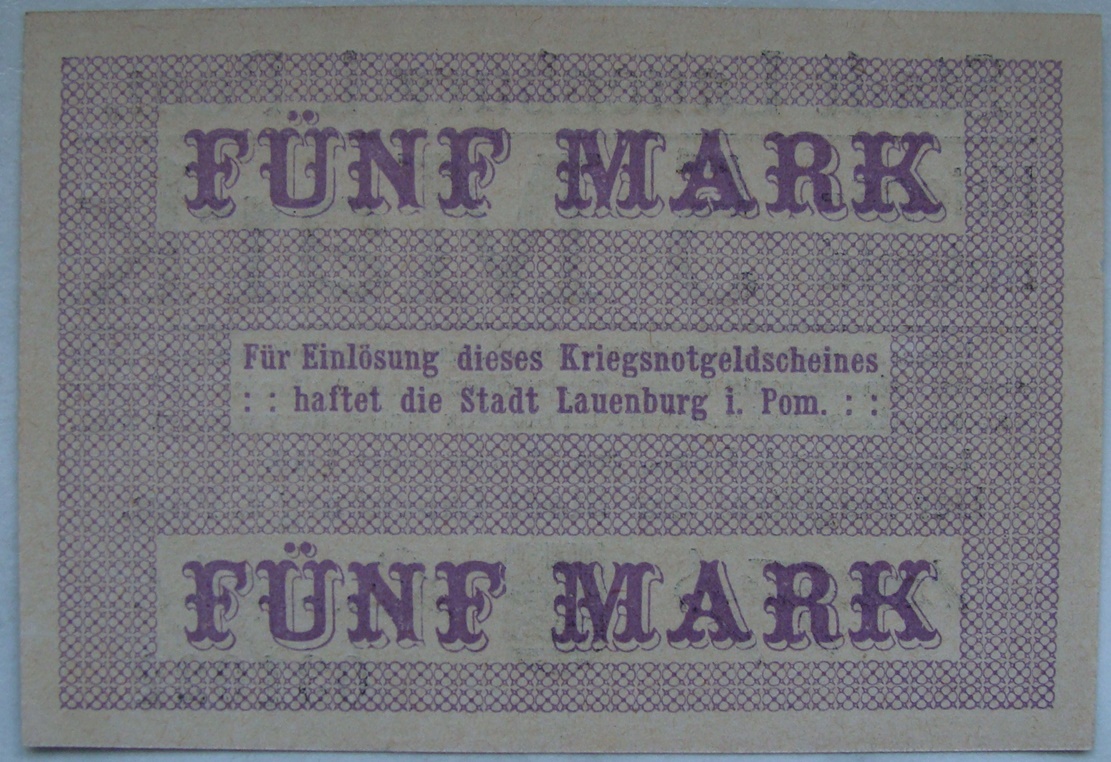 FÜNF MARK
Für Einlösung dieses Kriegsnotgeldscheines
: : haftet die Stadt Lauenburg i. Pom. : :
FÜNF MARK